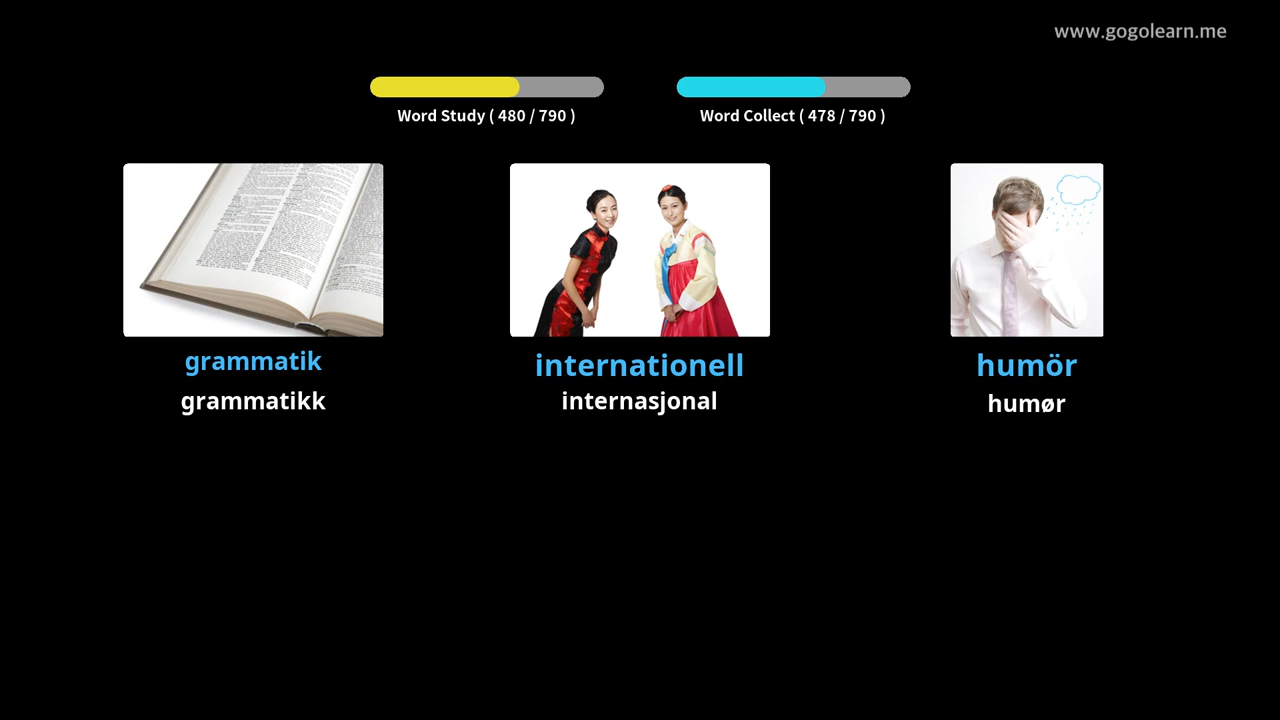 www.gogolearn.me
Word Study ( 480 / 790 )
Word Collect ( 478 / 790 )
grammatik
grammatikk
internationell
internasjonal
humör
humør